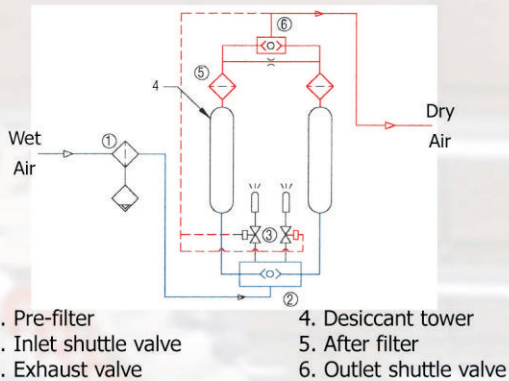 ⑥
⑤
4
Dry
Air
Wet
Air
①
③
②
. Pre-filter
. Inlet shuttle valve
. Exhaust valve
4. Desiccant tower
5. After filter
6. Outlet shuttle valve